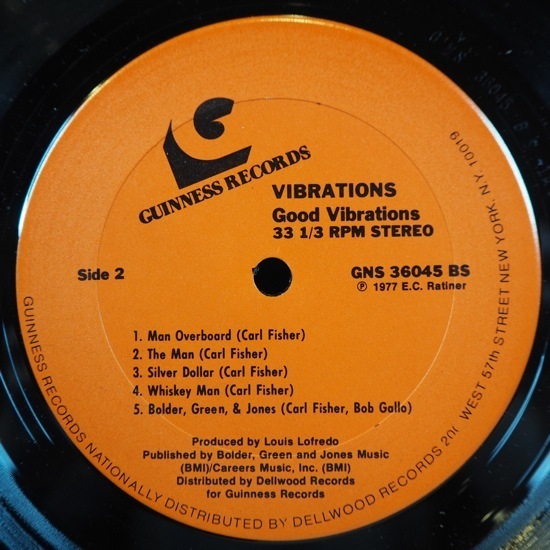 GUINNESS RECORDS
VIBRATIONS
Good Vibrations
33 1/3 RPM STEREO
Side 2
GNS 36045 BS
℗ 1977 E.C. Ratiner
1. Man Overboard (Carl Fisher)
2. The Man (Carl Fisher)
3. Silver Dollar (Carl Fisher)
4. Whiskey Man (Carl Fisher)
5. Bolder, Green, & Jones (Carl Fisher, Bob Gallo)
Produced by Louis Lofredo
Published by Bolder, Green and Jones Music
(BMI)/Careers Music, Inc. (BMI)
Distributed by Dellwood Records
for Guinness Records
GUINNESS RECORDS NATIONALLY DISTRIBUTED BY DELLWOOD RECORDS WEST 57th STREET NEW YORK, N.Y. 10019